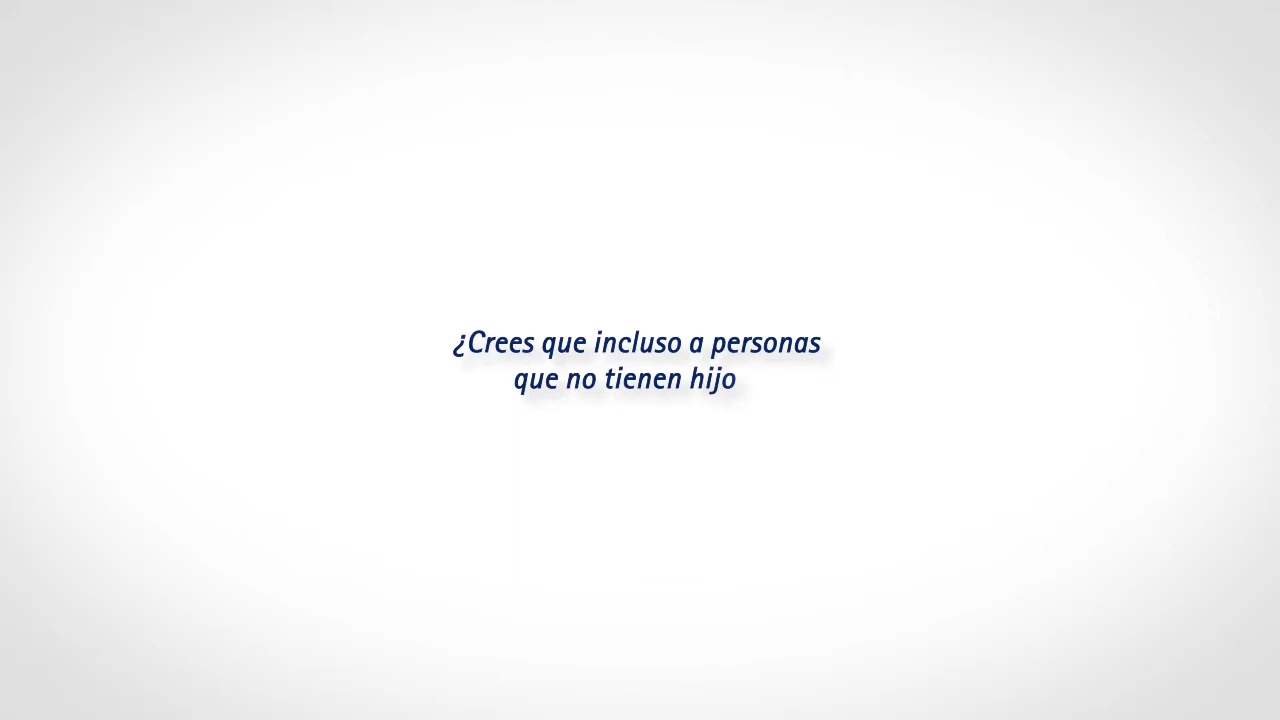 ¿Crees que incluso a personas
que no tienen hijo